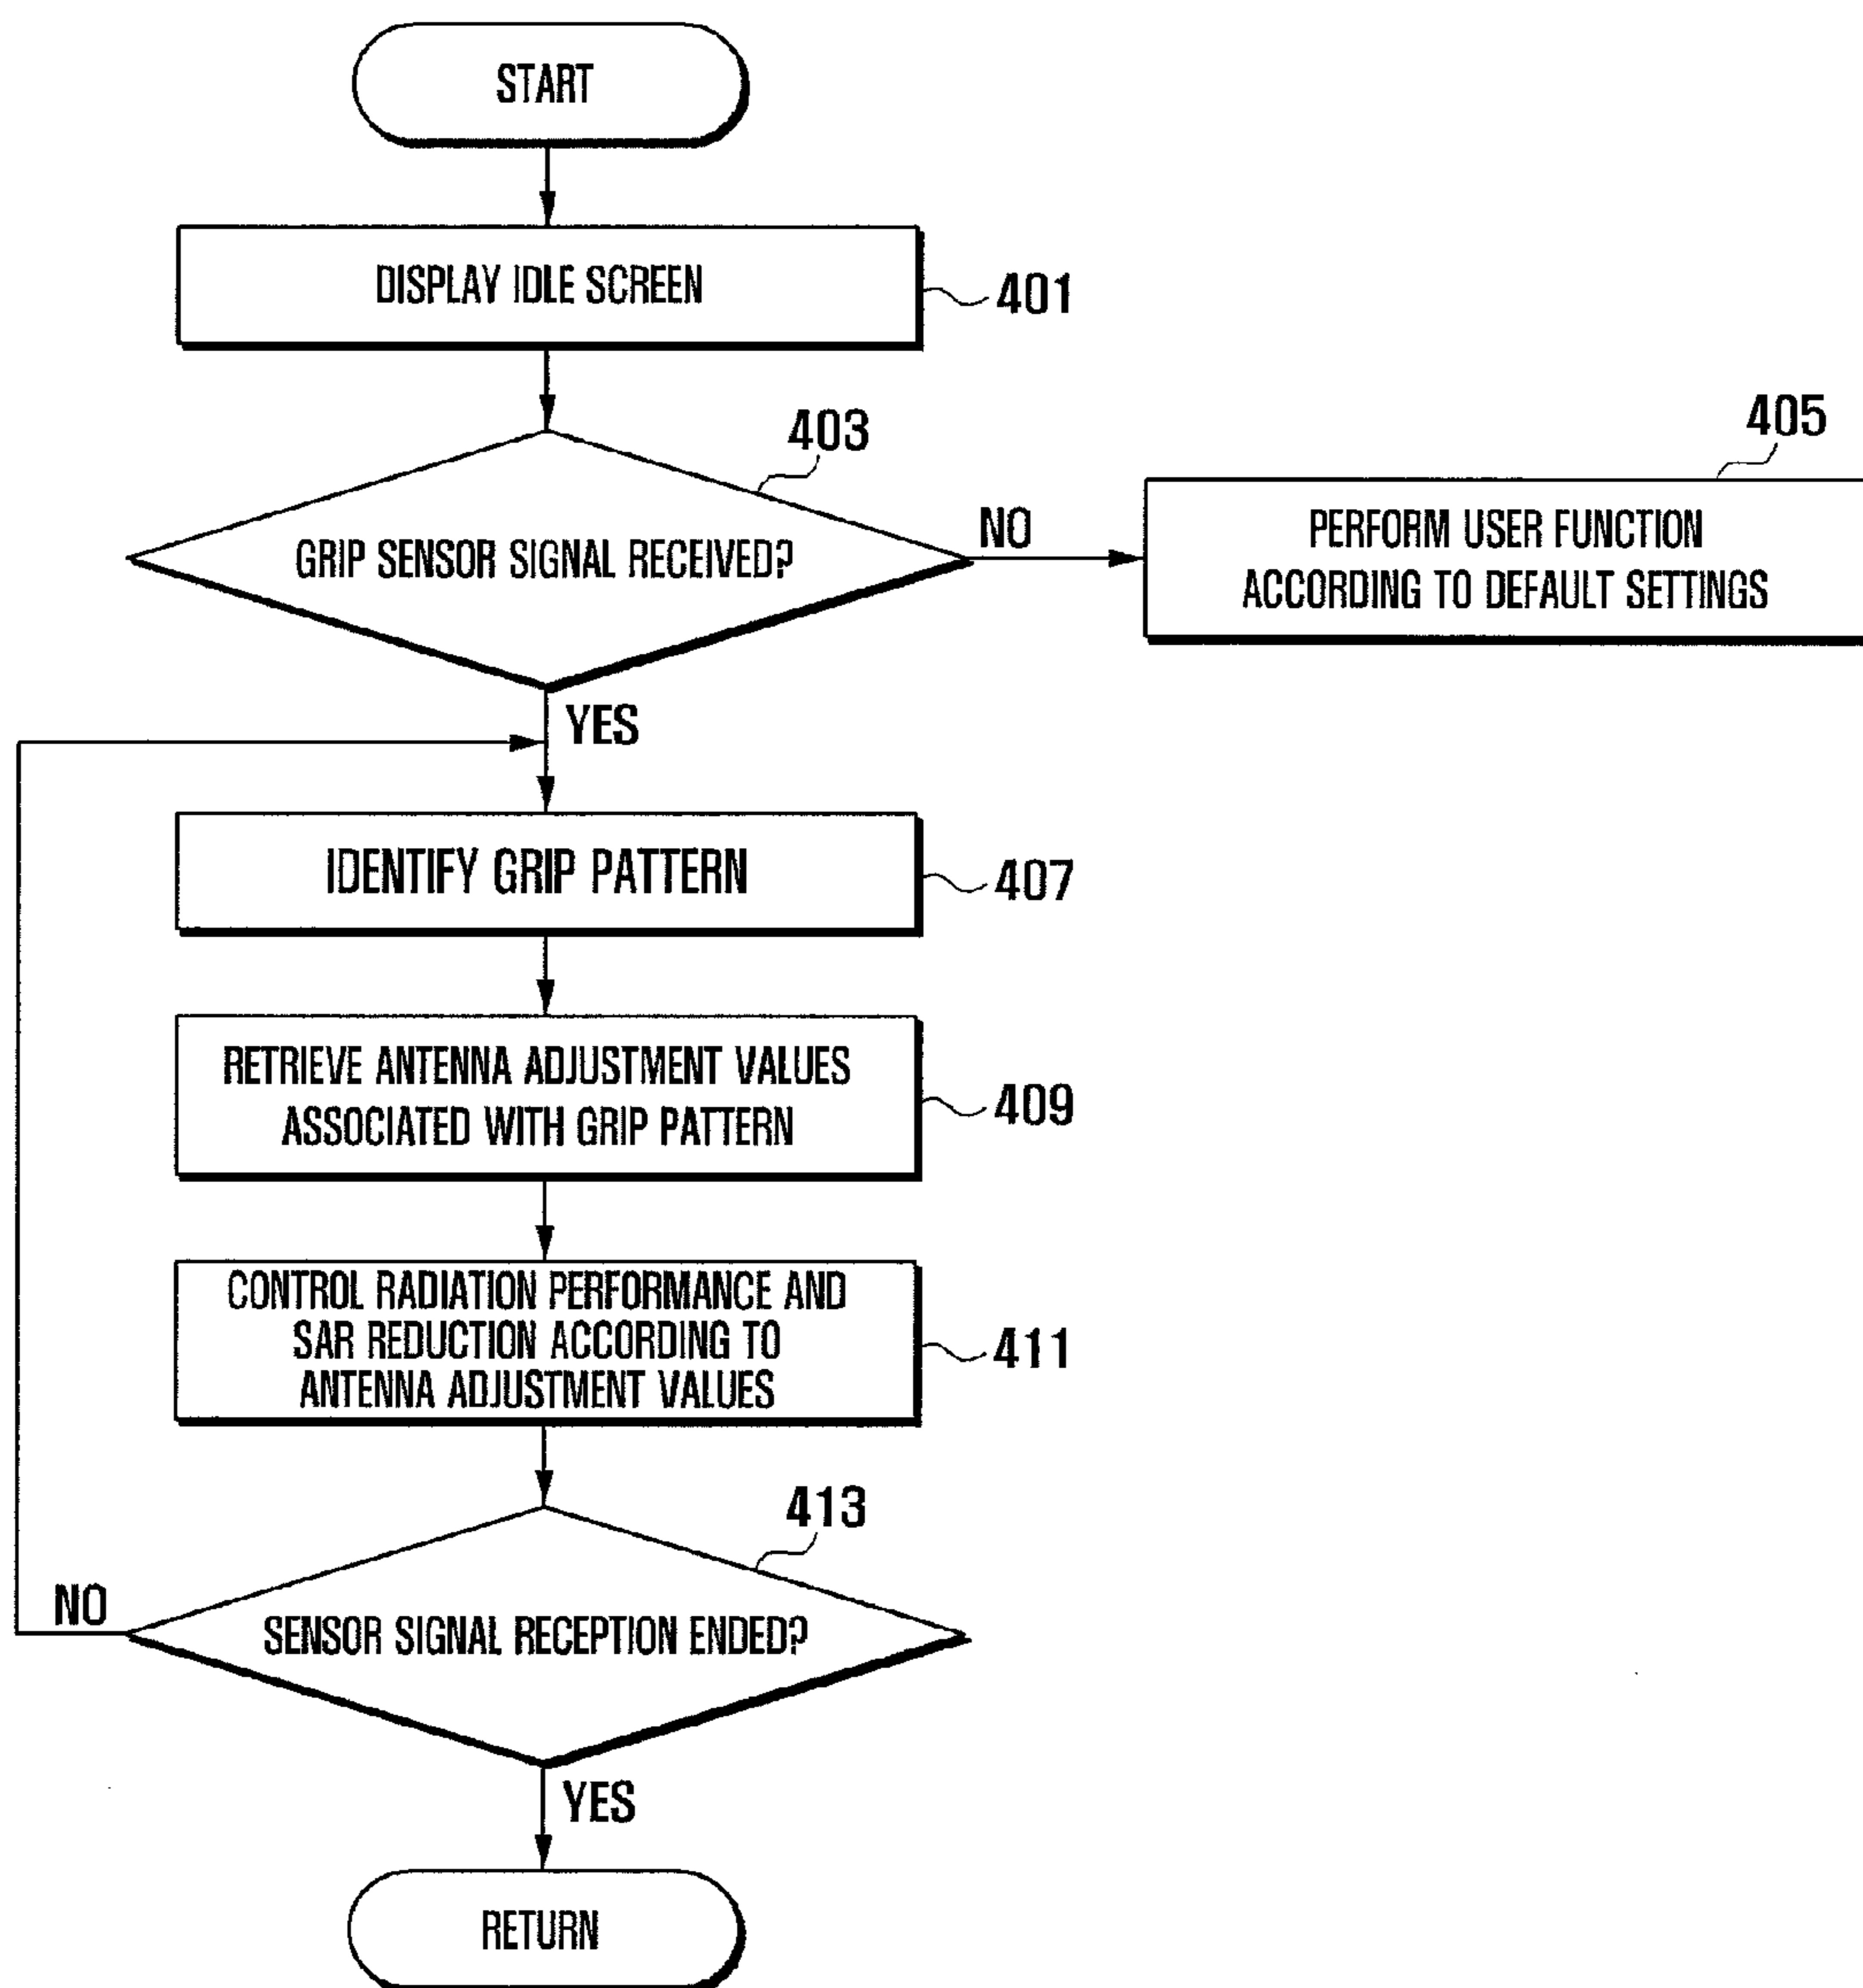 START
DISPLAY IDLE SCREEN
401
403
405
GRIP SENSOR SIGNAL RECEIVED?
NO
PERFORM USER FUNCTION
ACCORDING TO DEFAULT SETTINGS
YES
IDENTIFY GRIP PATTERN
407
RETRIEVE ANTENNA ADJUSTMENT VALUES
ASSOCIATED WITH GRIP PATTERN
409
CONTROL RADIATION PERFORMANCE AND
SAR REDUCTION ACCORDING TO
ANTENNA ADJUSTMENT VALUES
411
413
NO
SENSOR SIGNAL RECEPTION ENDED?
YES
RETURN